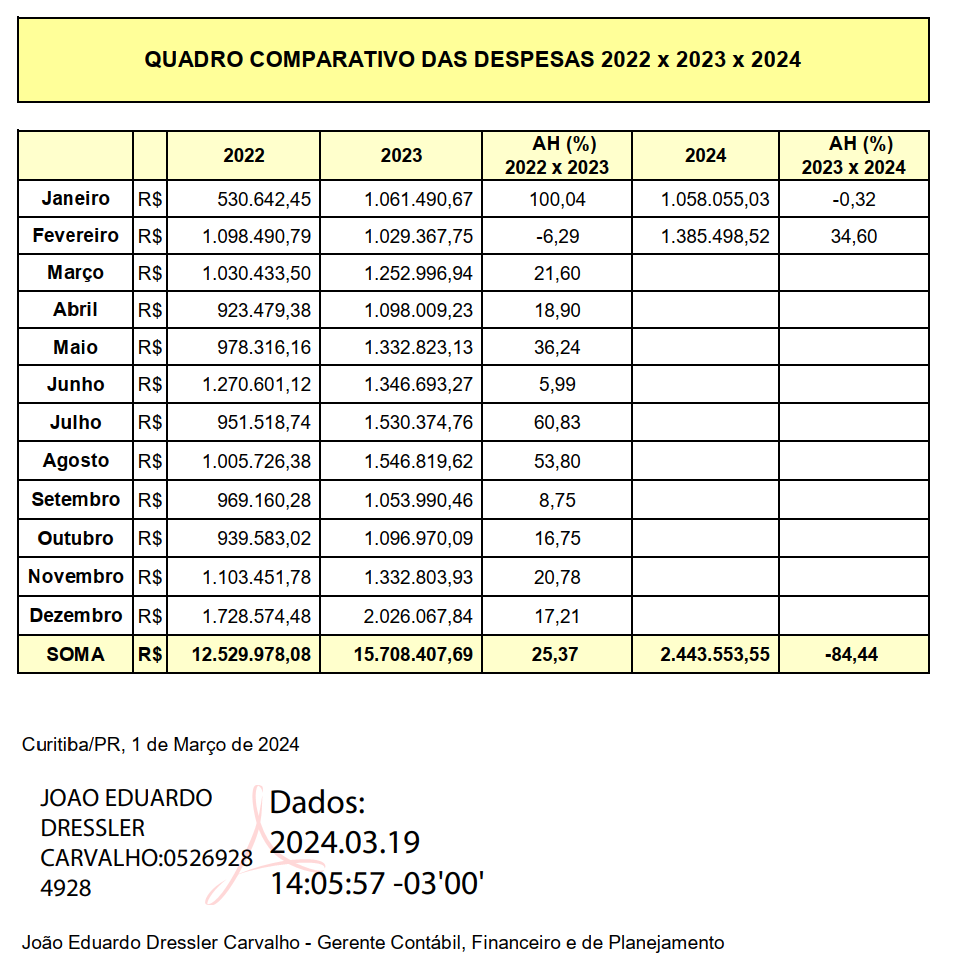 QUADRO COMPARATIVO DAS DESPESAS 2022 x 2023 x 2024
2022 2023 AH (%) 2022 x 2023 2024 AH (%) 2023 x 2024
Janeiro R$ 530.642,45 1.061.490,67 100,04 1.058.055,03 -0,32
Fevereiro R$ 1.098.490,79 1.029.367,75 -6,29 1.385.498,52 34,60
Março R$ 1.030.433,50 1.252.996,94 21,60
Abril R$ 923.479,38 1.098.009,23 18,90
Maio R$ 978.316,16 1.332.823,13 36,24
Junho R$ 1.270.601,12 1.346.693,27 5,99
Julho R$ 951.518,74 1.530.374,76 60,83
Agosto R$ 1.005.726,38 1.546.819,62 53,80
Setembro R$ 969.160,28 1.053.990,46 8,75
Outubro R$ 939.583,02 1.096.970,09 16,75
Novembro R$ 1.103.451,78 1.332.803,93 20,78
Dezembro R$ 1.728.574,48 2.026.067,84 17,21
SOMA R$ 12.529.978,08 15.708.407,69 25,37 2.443.553,55 -84,44
Curitiba/PR, 1 de Março de 2024
JOAO EDUARDO
DRESSLER
CARVALHO:0526928
4928
Dados:
2024.03.19
14:05:57 -03'00'
João Eduardo Dressler Carvalho - Gerente Contábil, Financeiro e de Planejamento